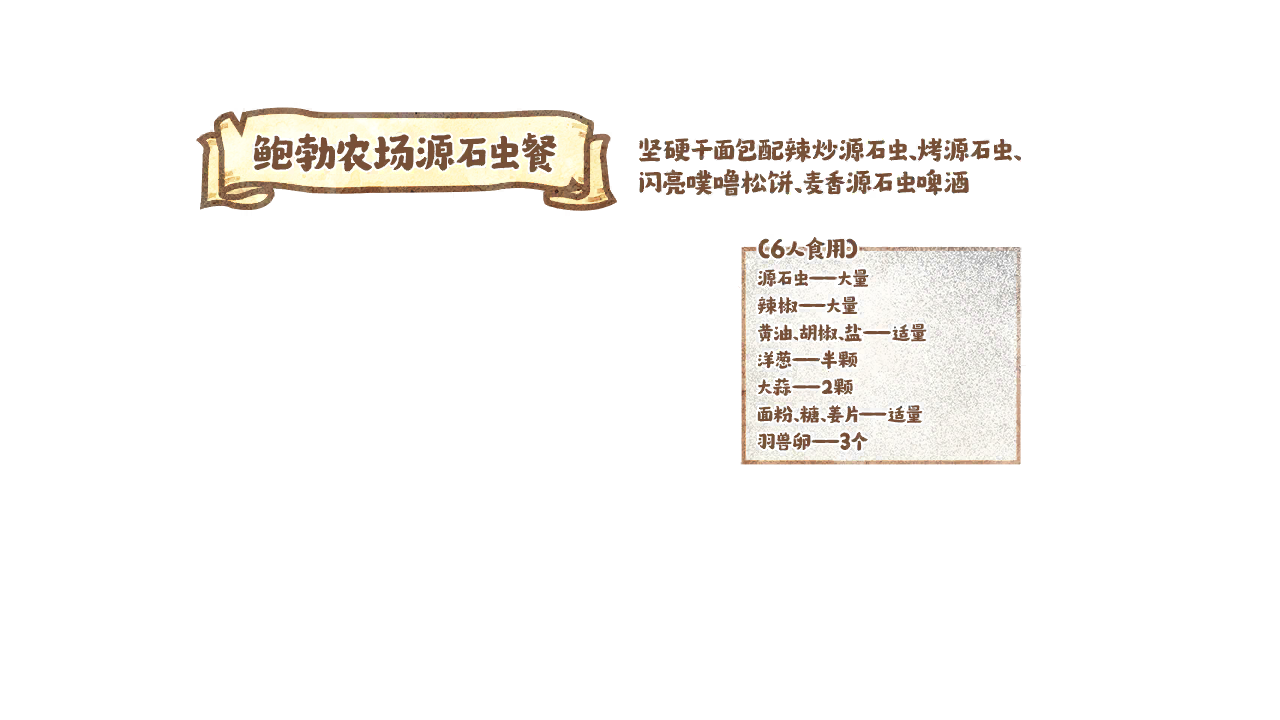 鲍勃农场源石虫餐
坚硬干面包配辣炒源石虫、烤源石虫、
闪亮噗噜松饼、麦香源石虫啤酒
（6人食用）
源石虫——大量
辣椒——大量
黄油、胡椒、盐——适量
洋葱——半颗
大蒜——2颗
面粉、糖、姜片——适量
羽兽卵——3个